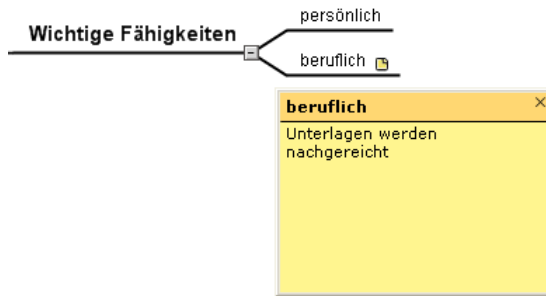 Wichtige Fähigkeiten
persönlich
beruflich
beruflich
Unterlagen werden
nachgereicht